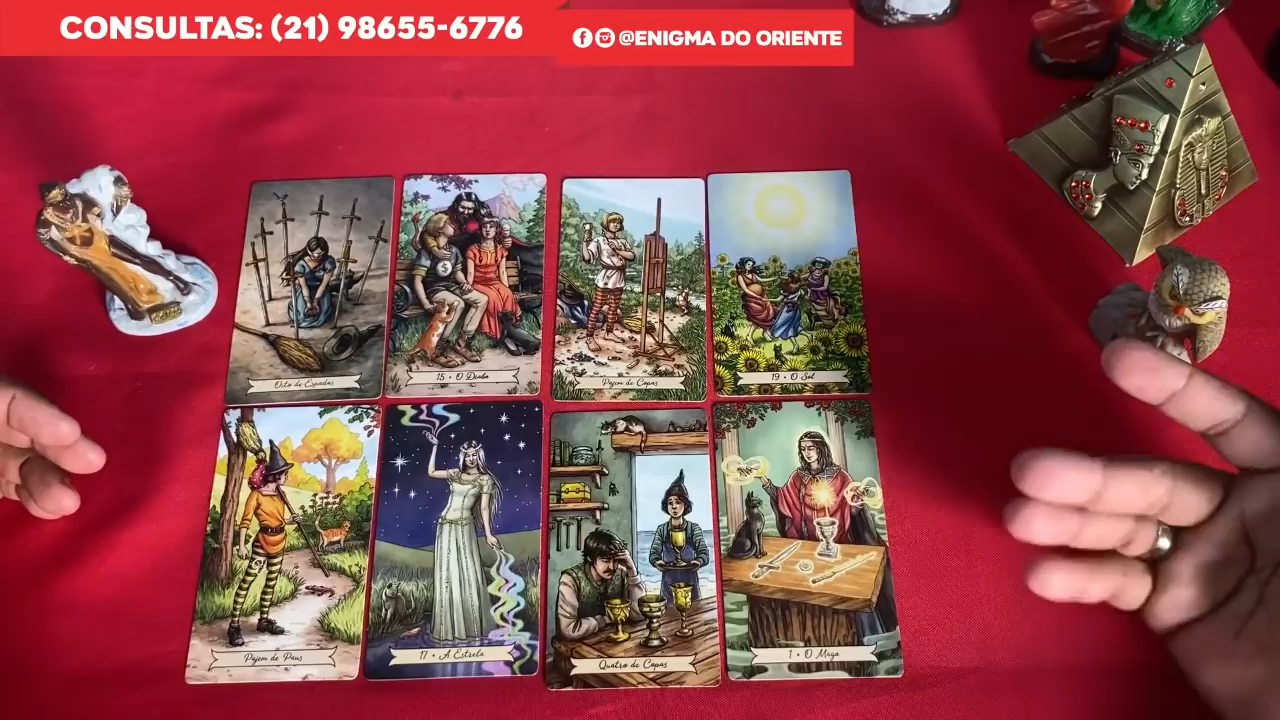 CONSULTAS: (21) 98655-6776
@ENIGMA DO ORIENTE
Oito de Espadas
15 • O Diabo
Pajem de Copas
19 • O Sol
Pajem de Paus
17 • A Estrela
Quatro de Copas
1 • O Mago